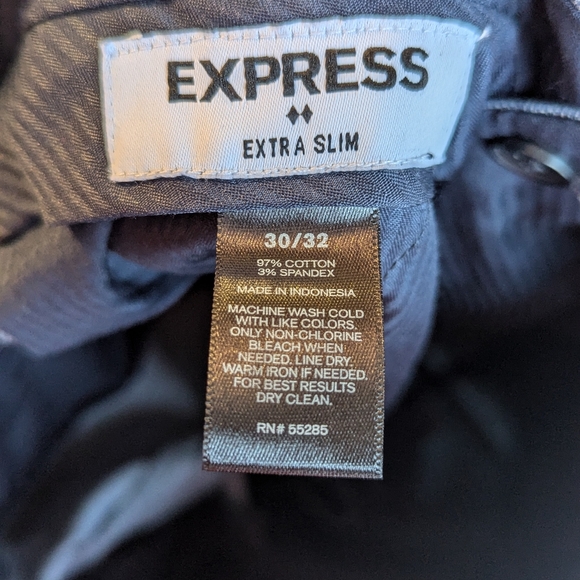 EXPRESS
EXTRA SLIM
30/32
97% COTTON
3% SPANDEX
MADE IN INDONESIA
MACHINE WASH COLD
WITH LIKE COLORS.
ONLY NON-CHLORINE
BLEACH WHEN
NEEDED. LINE DRY.
WARM IRON IF NEEDED.
FOR BEST RESULTS
DRY CLEAN.
RN# 55285